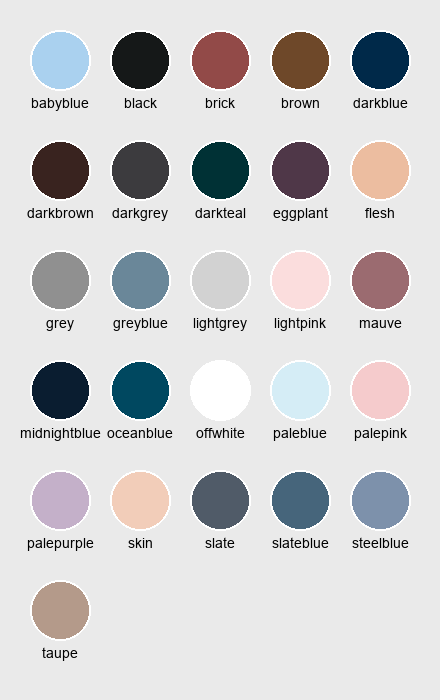 babyblue black brick brown darkblue
darkbrown darkgrey darkteal eggplant flesh
grey greyblue lightgrey lightpink mauve
midnightblue oceanblue offwhite paleblue palepink
palepurple skin slate slateblue steelblue
taupe